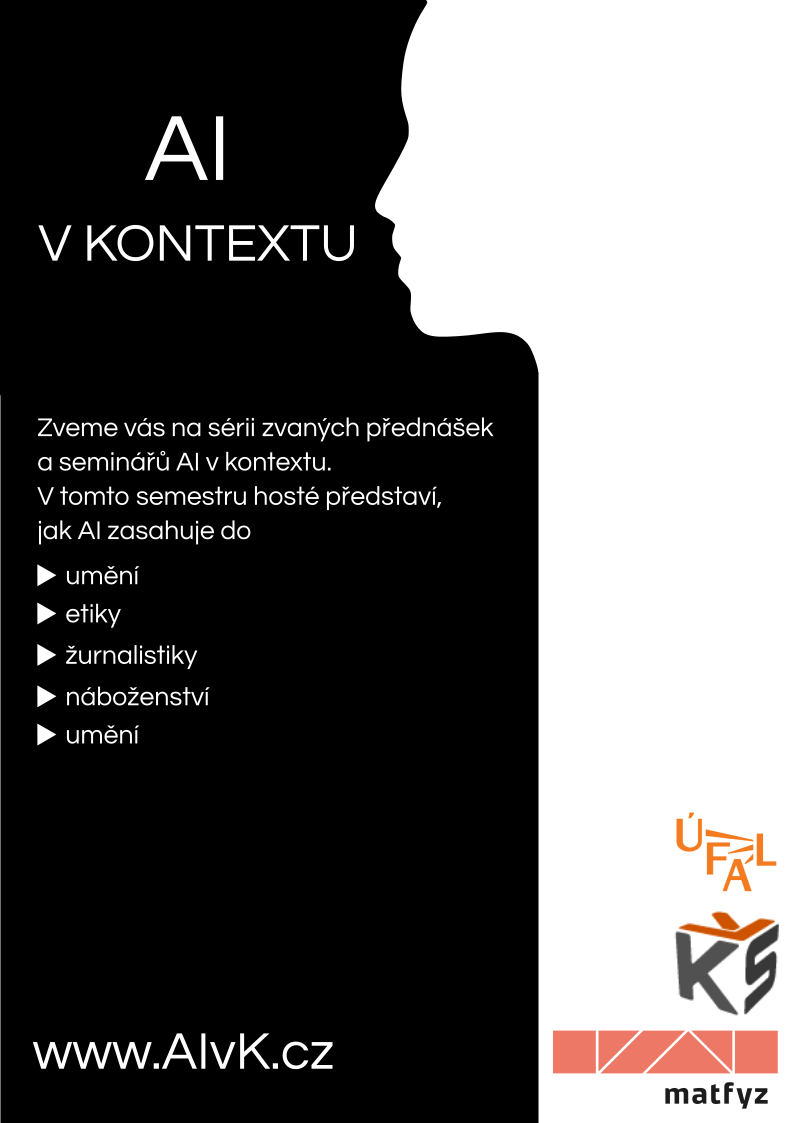 AI
V KONTEXTU
Zveme vás na sérii zvaných přednášek
a seminářů AI v kontextu.
V tomto semestru hosté představí,
jak AI zasahuje do
▶ umění
▶ etiky
▶ žurnalistiky
▶ náboženství
▶ umění
ÚFAL
KŠ
www.AIvK.cz
matfyz